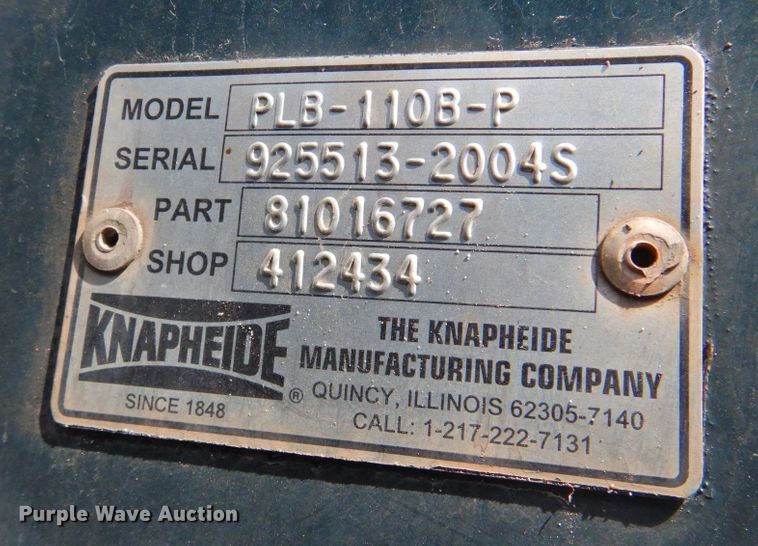 MODEL PLB-110B-P
SERIAL 925513-2004S
PART 81016727
SHOP 412434
KNAPHEIDE ®
SINCE 1848
THE KNAPHEIDE
MANUFACTURING COMPANY
QUINCY, ILLINOIS 62305-7140
CALL: 1-217-222-7131
Purple Wave Auction